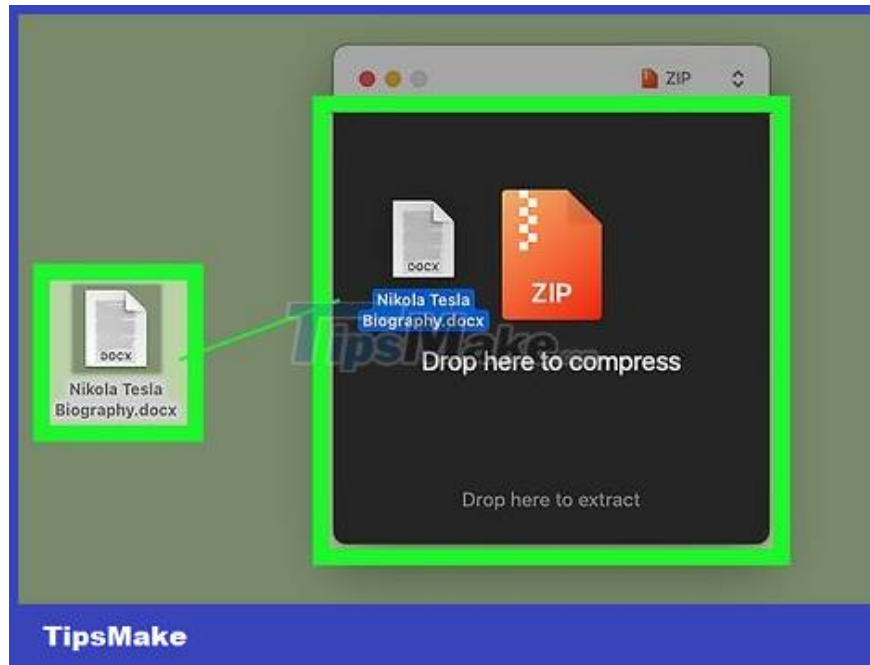 ZIP
DOCX
ZIP
Nikola Tesla
Biography.docx
TipsMake.com
Drop here to compress
DOCX
Nikola Tesla
Biography.docx
Drop here to extract
TipsMake